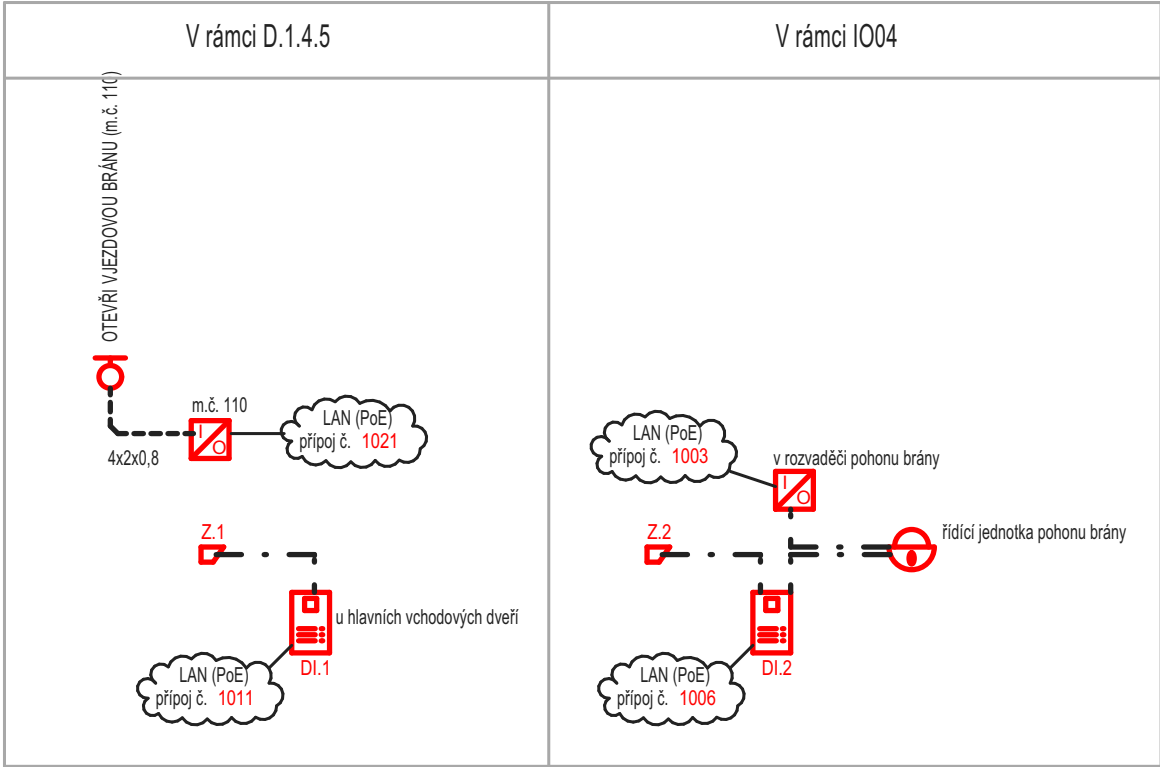 V rámci D.1.4.5
V rámci IO04
OTEVŘI VJEZDOVOU BRÁNU (m.č. 110)
m.č. 110
I
O
4x2x0,8
LAN (PoE)
přípoj č. 1021
Z.1
u hlavních vchodových dveří
DI.1
LAN (PoE)
přípoj č. 1011
LAN (PoE)
přípoj č. 1003
v rozvaděči pohonu brány
I
O
Z.2
řídící jednotka pohonu brány
DI.2
LAN (PoE)
přípoj č. 1006